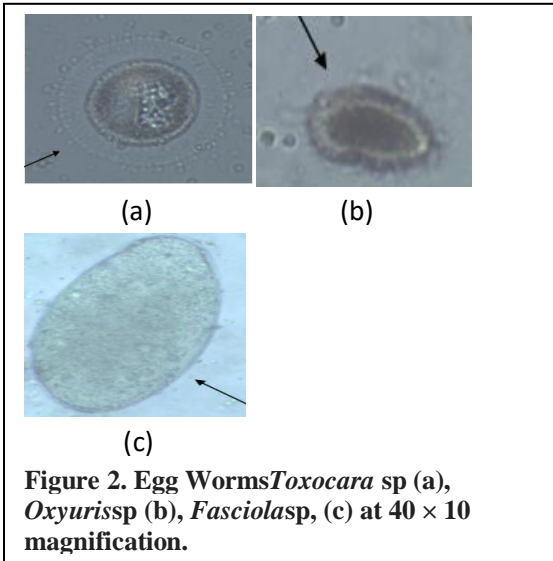 (a)
(b)
(c)
Figure 2. Egg WormsToxocara sp (a),
Oxyurissp (b), Fasciolasp, (c) at 40 × 10
magnification.